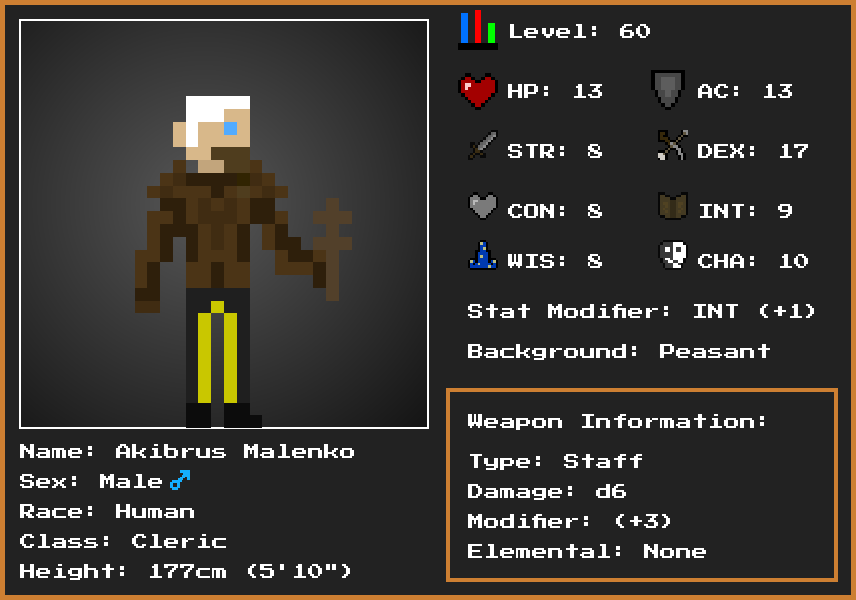 Level: 60
HP: 13 AC: 13
STR: 8 DEX: 17
CON: 8 INT: 9
WIS: 8 CHA: 10
Stat Modifier: INT (+1)
Background: Peasant
Weapon Information:
Type: Staff
Damage: d6
Modifier: (+3)
Elemental: None
Name: Akibrus Malenko
Sex: Male♂
Race: Human
Class: Cleric
Height: 177cm (5'10")